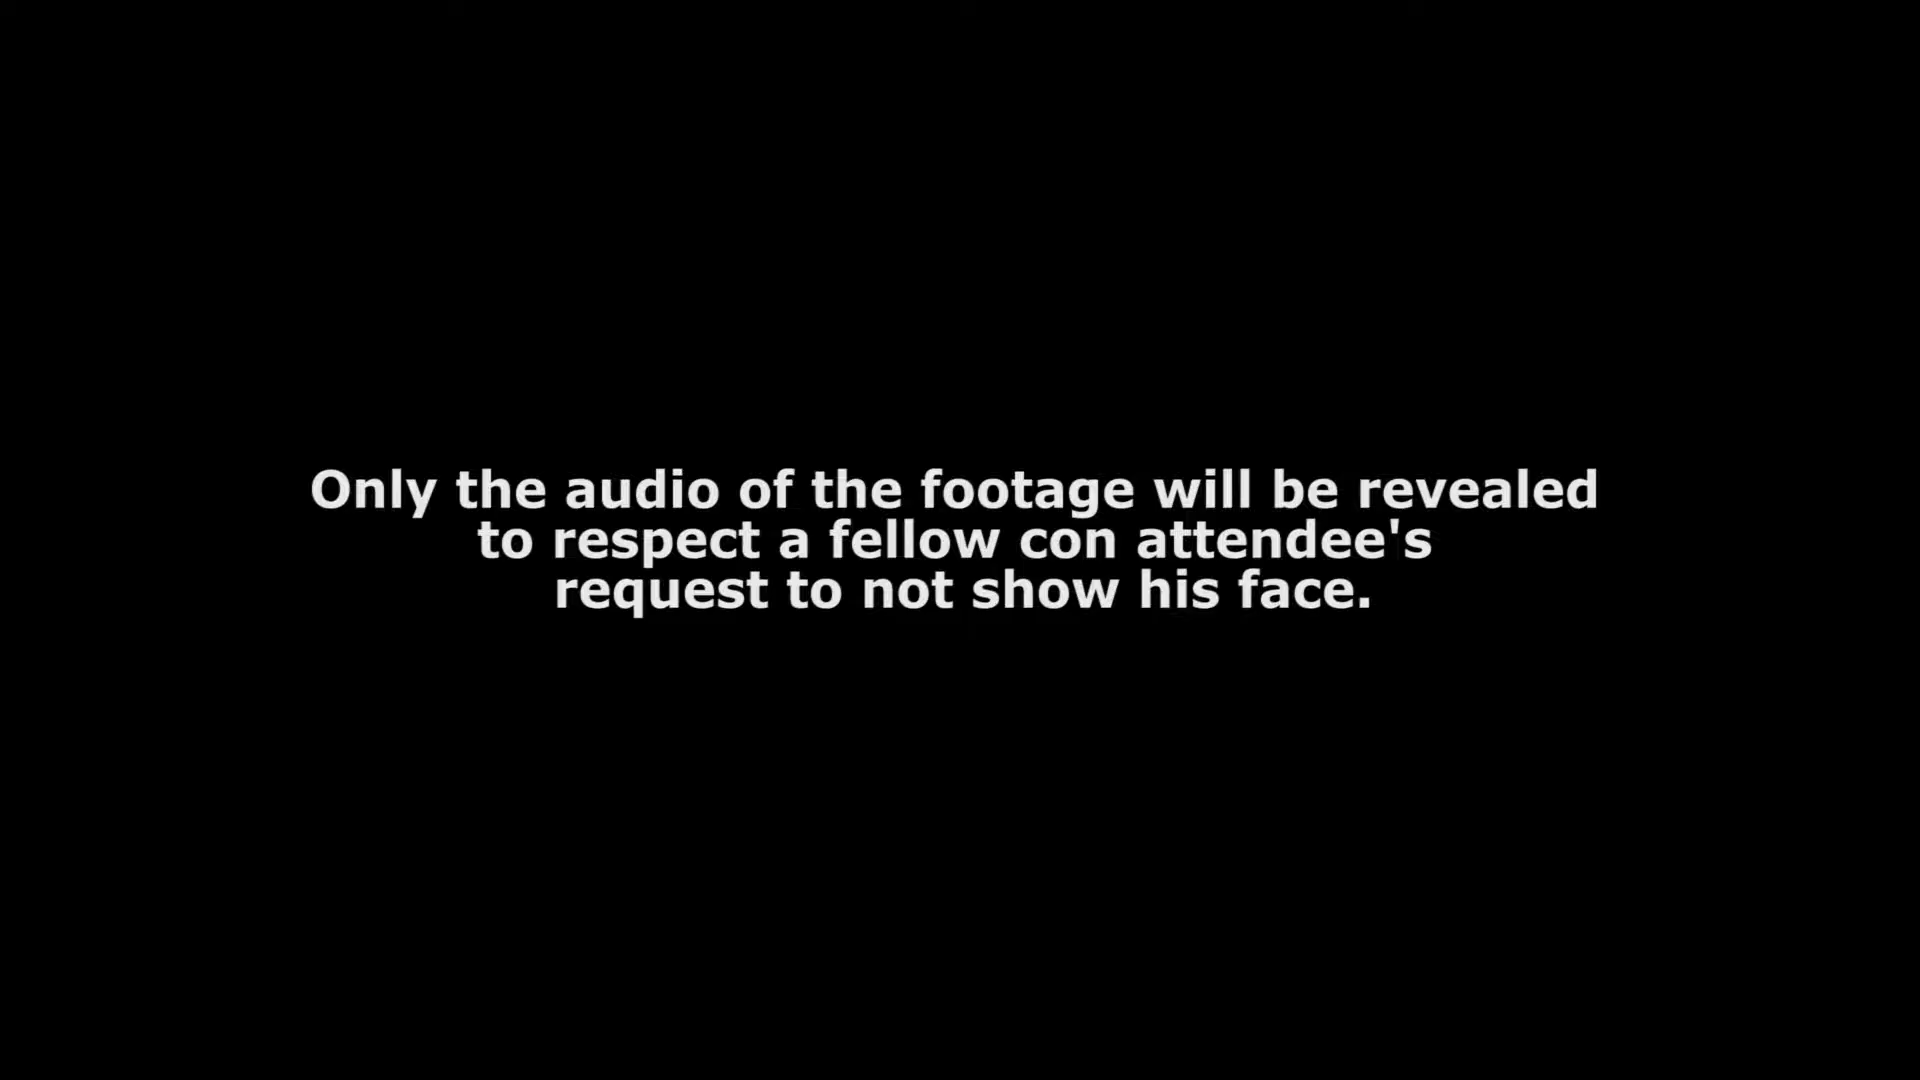 Only the audio of the footage will be revealed
to respect a fellow con attendee's
request to not show his face.